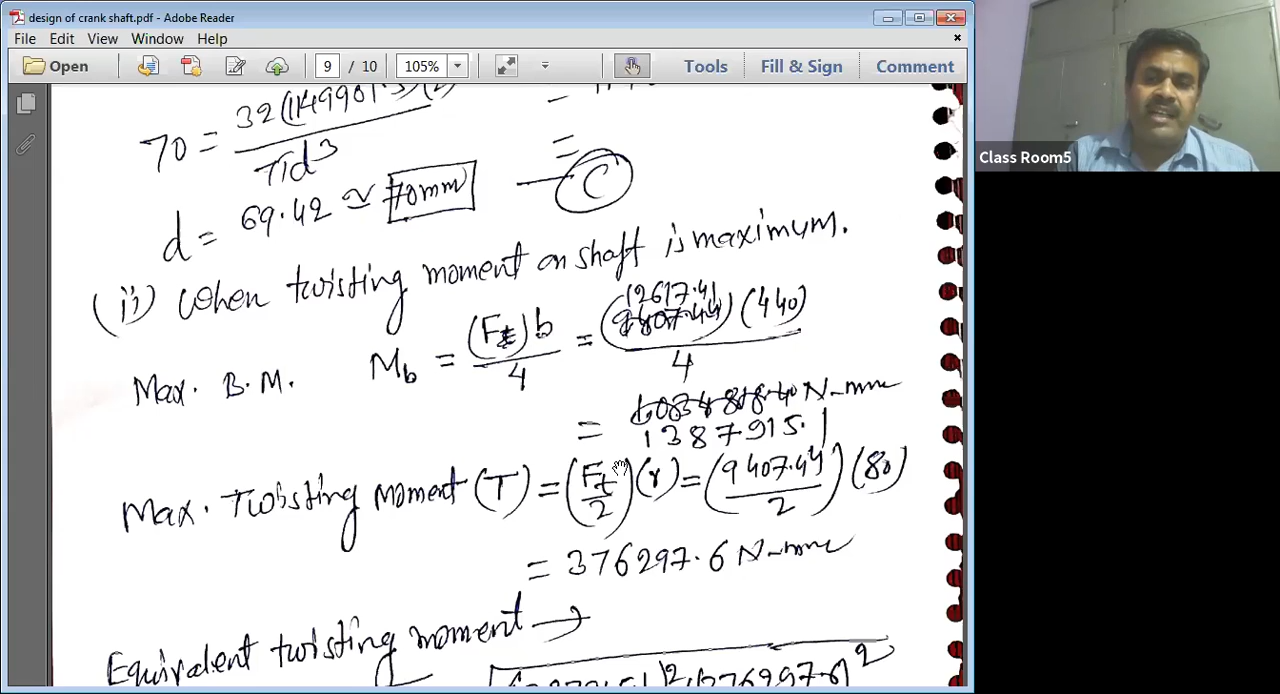 design of crank shaft.pdf - Adobe Reader
File Edit View Window Help
Open 9 / 10 105% Tools Fill & Sign Comment
Class Room5
70 = 32(1149901.3)
πd³
d = 69.42 ≃ 70mm
C
(ii) When twisting moment on shaft is maximum.
Max. B.M. Mb = (Ft)b / 4 = (12617.41)(440) / 4
N-mm
= 1387915.1
Max. Twisting moment (T) = (Ft/2)(r) = (9407.44/2)(80)
= 376297.6 N-mm
Equivalent twisting moment →